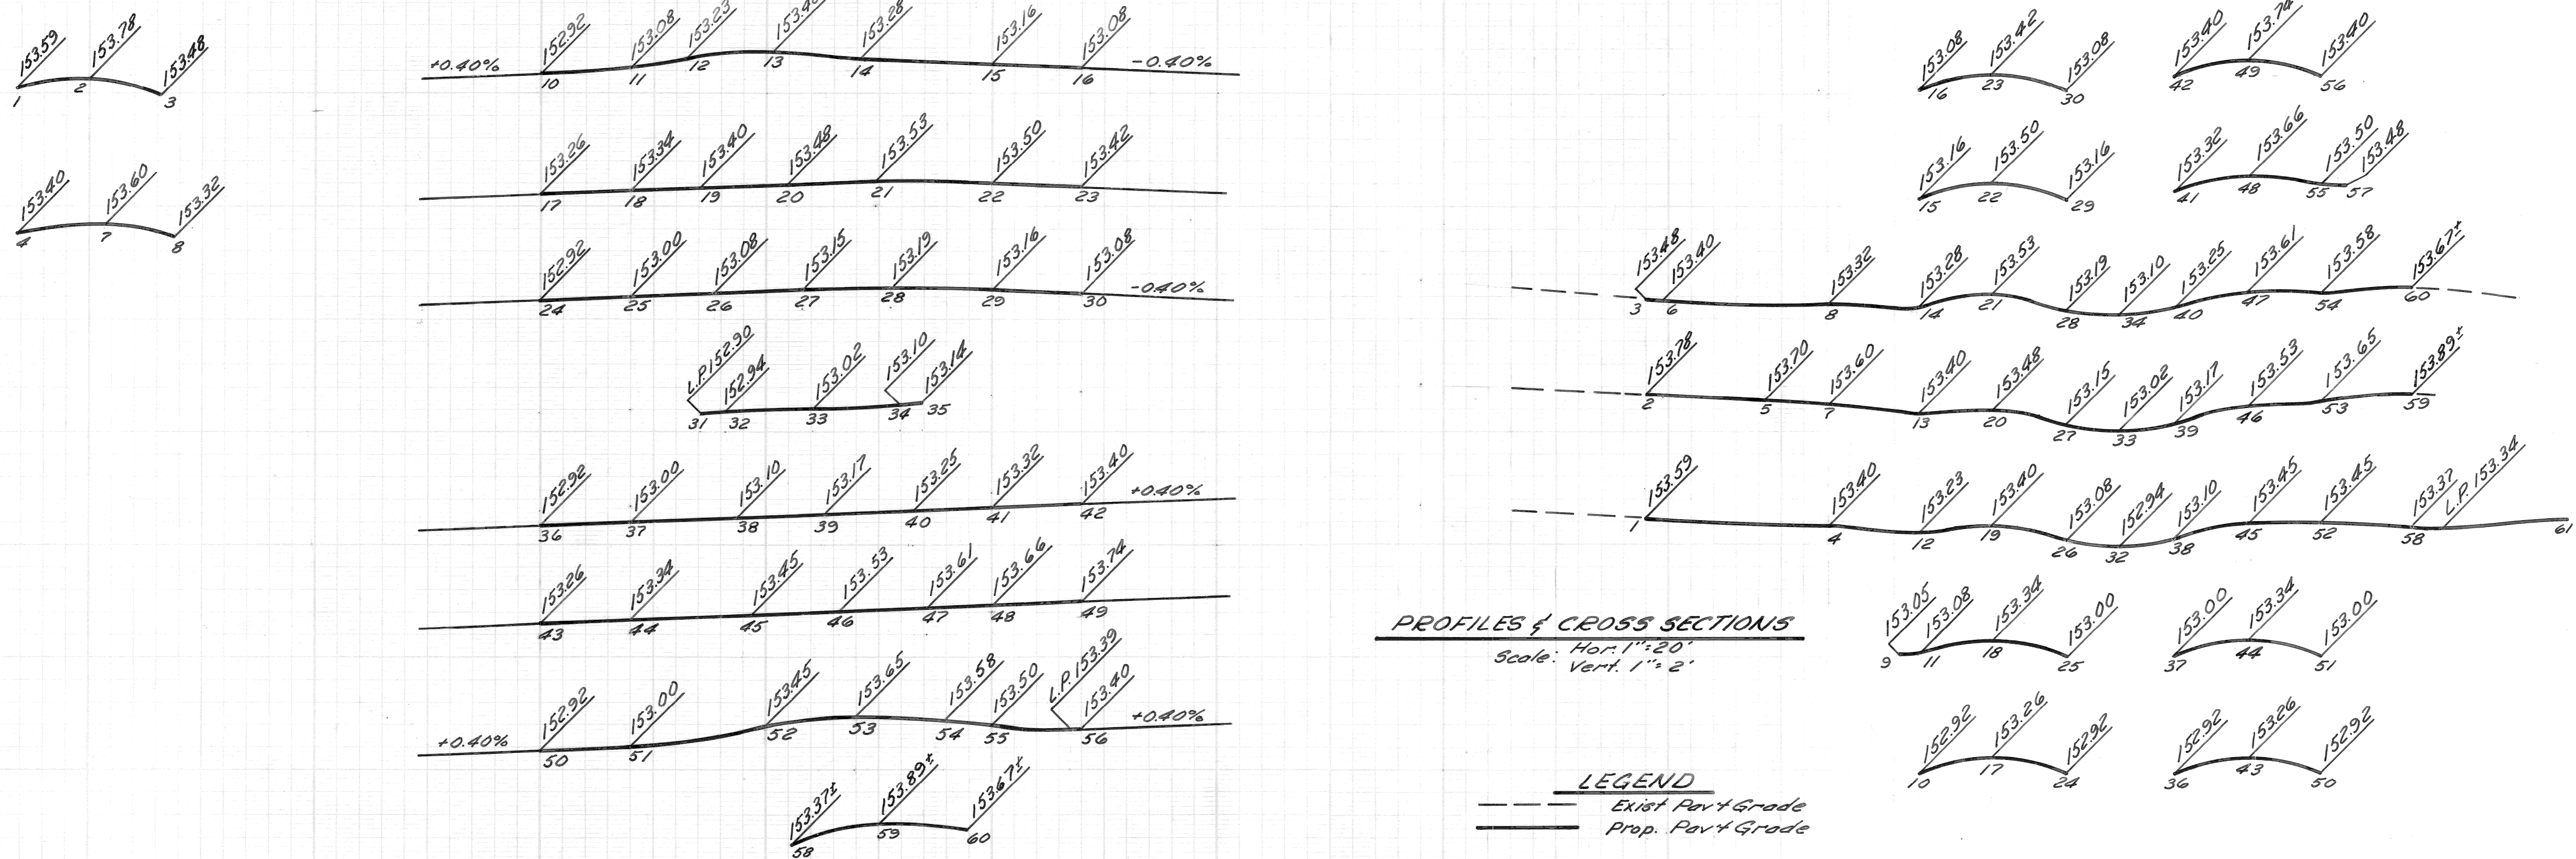 153.59 153.78 153.48
1 2 3
153.40 153.60 153.32
4 7 8
+0.40% 152.92 153.08 153.23 153.28 153.16 153.08 -0.40%
10 11 12 13 14 15 16
153.26 153.34 153.40 153.48 153.53 153.50 153.42
17 18 19 20 21 22 23
152.92 153.00 153.08 153.15 153.19 153.16 153.08 -0.40%
24 25 26 27 28 29 30
L.P. 152.90 152.94 153.02 153.10 153.14
31 32 33 34 35
152.92 153.00 153.10 153.17 153.25 153.32 153.40 +0.40%
36 37 38 39 40 41 42
153.26 153.34 153.45 153.53 153.61 153.66 153.74
43 44 45 46 47 48 49
+0.40% 152.92 153.00 153.45 153.65 153.58 153.50 L.P. 153.39 153.40 +0.40%
50 51 52 53 54 55 56
153.37± 153.89± 153.67±
58 59 60
153.08 153.42 153.08
16 23 30
153.40 153.74 153.40
42 49 56
153.16 153.50 153.16
15 22 29
153.32 153.66 153.50 153.48
41 48 55 57
153.48 153.40 153.32 153.28 153.53 153.19 153.10 153.25 153.61 153.58 153.67±
3 6 8 14 21 28 34 40 47 54 60
153.78 153.70 153.60 153.40 153.48 153.15 153.02 153.17 153.53 153.65 153.89±
2 5 7 13 20 27 33 39 46 53 59
153.59 153.40 153.23 153.40 153.08 152.94 153.10 153.45 153.45 153.37 L.P. 153.34
1 4 12 19 26 32 38 45 52 58 61
153.05 153.08 153.34 153.00
9 11 18 25
153.00 153.34 153.00
37 44 51
152.92 153.26 152.92
10 17 24
152.92 153.26 152.92
36 43 50
PROFILES & CROSS SECTIONS
Scale: Hor. 1"=20'
Vert. 1"=2'
LEGEND
Exist Pav't Grade
Prop. Pav't Grade